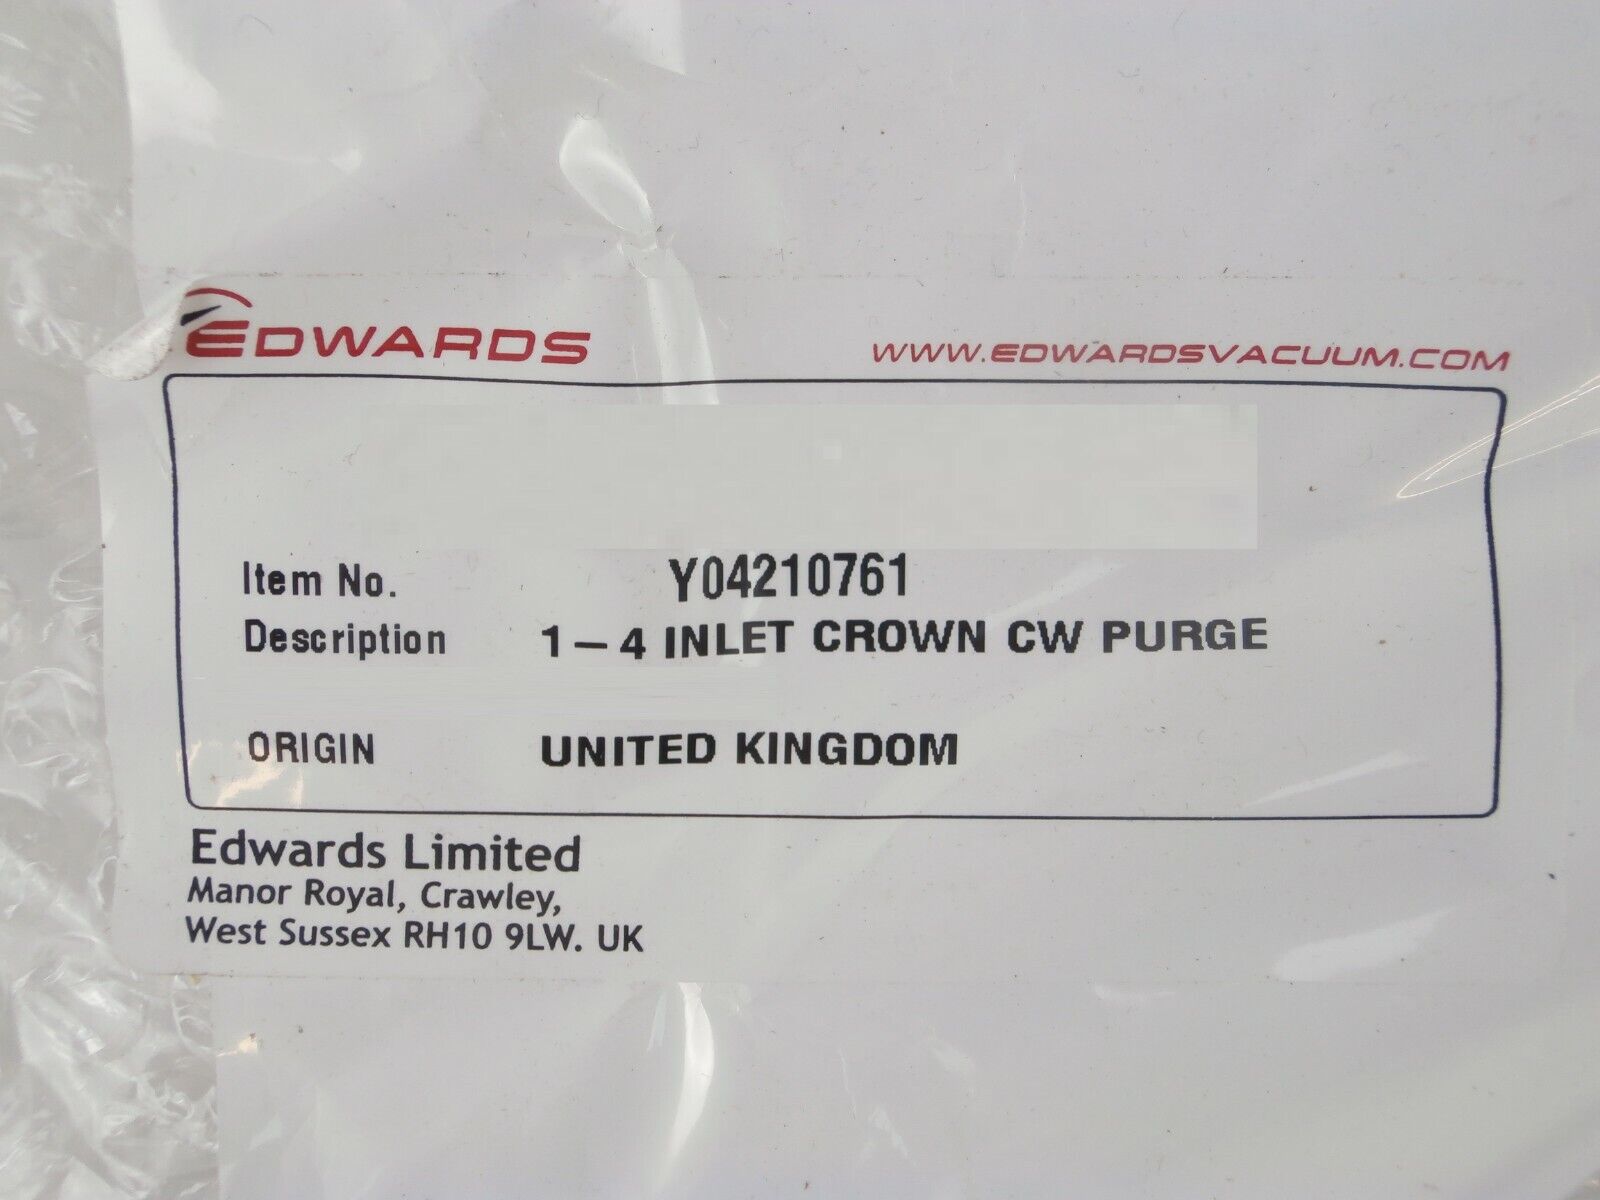 EDWARDS WWW.EDWARDSVACUUM.COM
Item No. Y04210761
Description 1-4 INLET CROWN CW PURGE
ORIGIN UNITED KINGDOM
Edwards Limited
Manor Royal, Crawley,
West Sussex RH10 9LW. UK